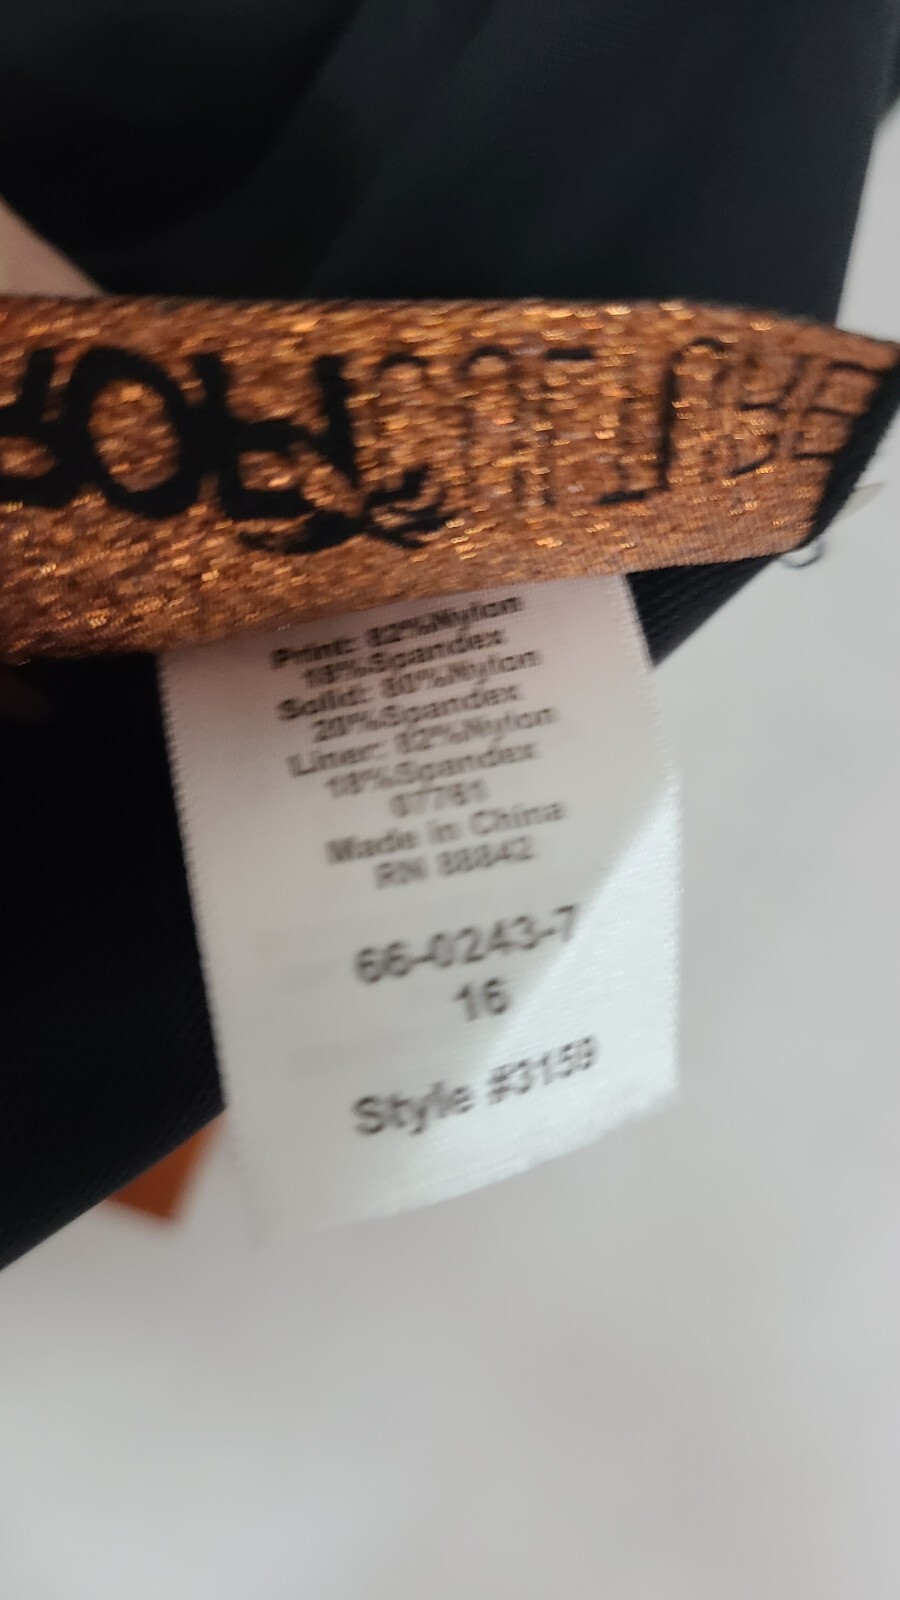 Print: 82%Nylon
18%Spandex
Solid: 80%Nylon
20%Spandex
Liner: 82%Nylon
18%Spandex
07761
Made in China
RN 88842
66-0243-7
16
Style #3159